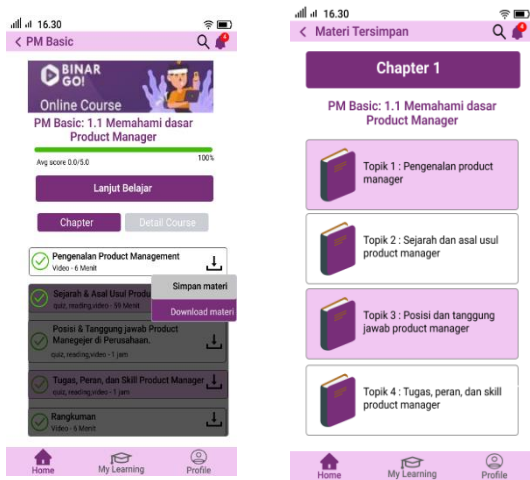 16.30
PM Basic
BINAR
GO!
Online Course
PM Basic: 1.1 Memahami dasar
Product Manager
Avg score 0.0/5.0
100%
Lanjut Belajar
Chapter
Detail Course
Pengenalan Product Management
Video - 6 Menit
Simpan materi
Download materi
Sejarah & Asal Usul Produ
quiz, reading,video - 59 Menit
Posisi & Tanggung jawab Product
Manegejer di Perusahaan.
quiz, reading,video - 1 jam
Tugas, Peran, dan Skill Product Manager
quiz, reading,video - 1 jam
Rangkuman
Video - 6 Menit
Home
My Learning
Profile
16.30
Materi Tersimpan
Chapter 1
PM Basic: 1.1 Memahami dasar
Product Manager
Topik 1 : Pengenalan product
manager
Topik 2 : Sejarah dan asal usul
product manager
Topik 3 : Posisi dan tanggung
jawab product manager
Topik 4 : Tugas, peran, dan skill
product manager
Home
My Learning
Profile